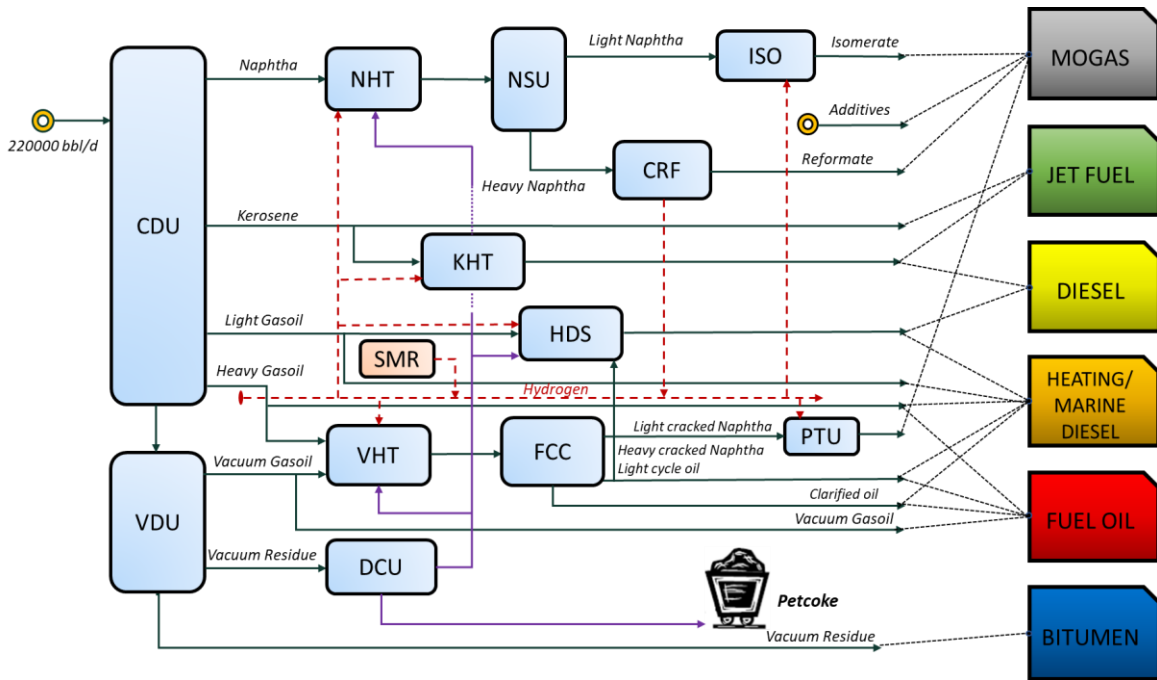 Light Naphtha
Isomerate
MOGAS
Naphtha
NHT
NSU
ISO
Additives
220000 bbl/d
Reformate
Heavy Naphtha
CRF
JET FUEL
CDU
Kerosene
KHT
DIESEL
Light Gasoil
HDS
SMR
Heavy Gasoil
Hydrogen
HEATING/
MARINE
DIESEL
Light cracked Naphtha
PTU
VHT
FCC
Heavy cracked Naphtha
Light cycle oil
Vacuum Gasoil
Clarified oil
VDU
Vacuum Gasoil
FUEL OIL
Vacuum Residue
DCU
Petcoke
Vacuum Residue
BITUMEN